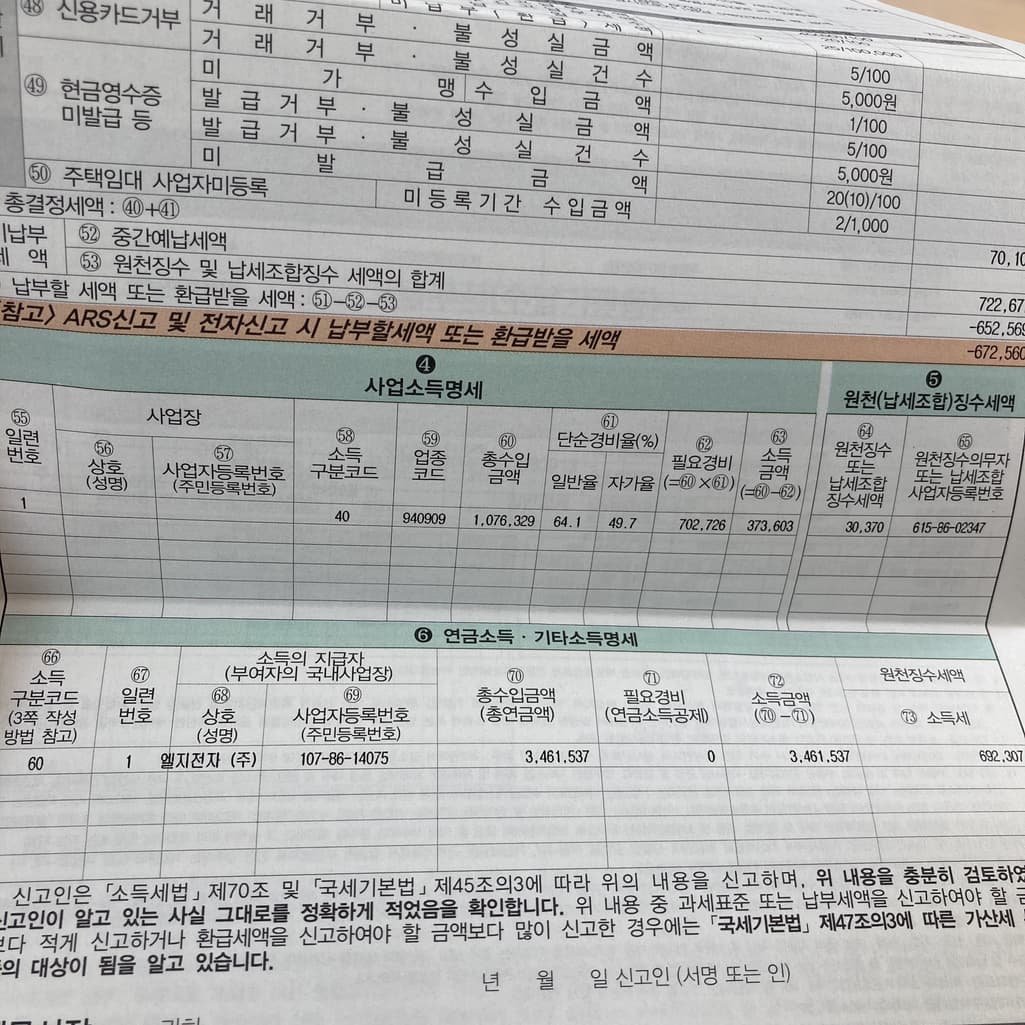 ㊽ 신용카드거부 거래거부·불성실금액 5/100
거래거부·불성실건수 5,000원
㊾ 현금영수증 미발급 등
미가맹 수입금액 1/100
발급거부·불성실금액 5/100
발급거부·불성실건수 5,000원
미발급금액 20(10)/100
㊿ 주택임대 사업자미등록 미등록기간 수입금액 2/1,000
총결정세액 : ㊵+㊶ 70,10
납부
세 액
52 중간예납세액
53 원천징수 및 납세조합징수 세액의 합계 722,67
납부할 세액 또는 환급받을 세액 : 51-52-53 -652,569
참고〉 ARS신고 및 전자신고 시 납부할세액 또는 환급받을 세액 -672,560
❹
사업소득명세
❺
원천(납세조합)징수세액
55
일련
번호
사업장
56
상호
(성명)
57
사업자등록번호
(주민등록번호)
58
소득
구분코드
59
업종
코드
60
총수입
금액
61
단순경비율(%)
일반율 자가율
62
필요경비
(=60×61)
63
소득
금액
(=60-62)
64
원천징수
또는
납세조합
징수세액
65
원천징수의무자
또는 납세조합
사업자등록번호
1 40 940909 1,076,329 64.1 49.7 702,726 373,603 30,370 615-86-02347
❻ 연금소득·기타소득명세
66
소득
구분코드
(3쪽 작성
방법 참고)
67
일련
번호
소득의 지급자
(부여자의 국내사업장)
68
상호
(성명)
69
사업자등록번호
(주민등록번호)
70
총수입금액
(총연금액)
71
필요경비
(연금소득공제)
72
소득금액
(70-71)
원천징수세액
73 소득세
60 1 엘지전자 (주) 107-86-14075 3,461,537 0 3,461,537 692,307
신고인은 「소득세법」 제70조 및 「국세기본법」 제45조의3에 따라 위의 내용을 신고하며, 위 내용을 충분히 검토하였
신고인이 알고 있는 사실 그대로를 정확하게 적었음을 확인합니다. 위 내용 중 과세표준 또는 납부세액을 신고하여야 할 금
보다 적게 신고하거나 환급세액을 신고하여야 할 금액보다 많이 신고한 경우에는 「국세기본법」 제47조의3에 따른 가산세
의 대상이 됨을 알고 있습니다.
년 월 일 신고인 (서명 또는 인)